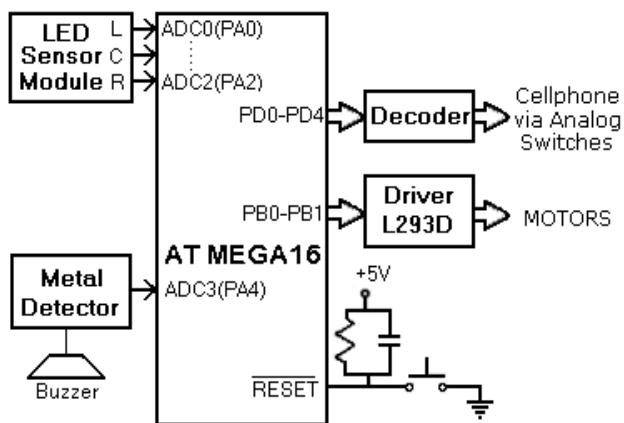 LED Sensor Module
L
C
R
ADC0(PA0)
ADC2(PA2)
PD0-PD4
Decoder
Cellphone
via Analog
Switches
PB0-PB1
Driver
L293D
MOTORS
AT MEGA16
Metal
Detector
ADC3(PA4)
Buzzer
+5V
RESET